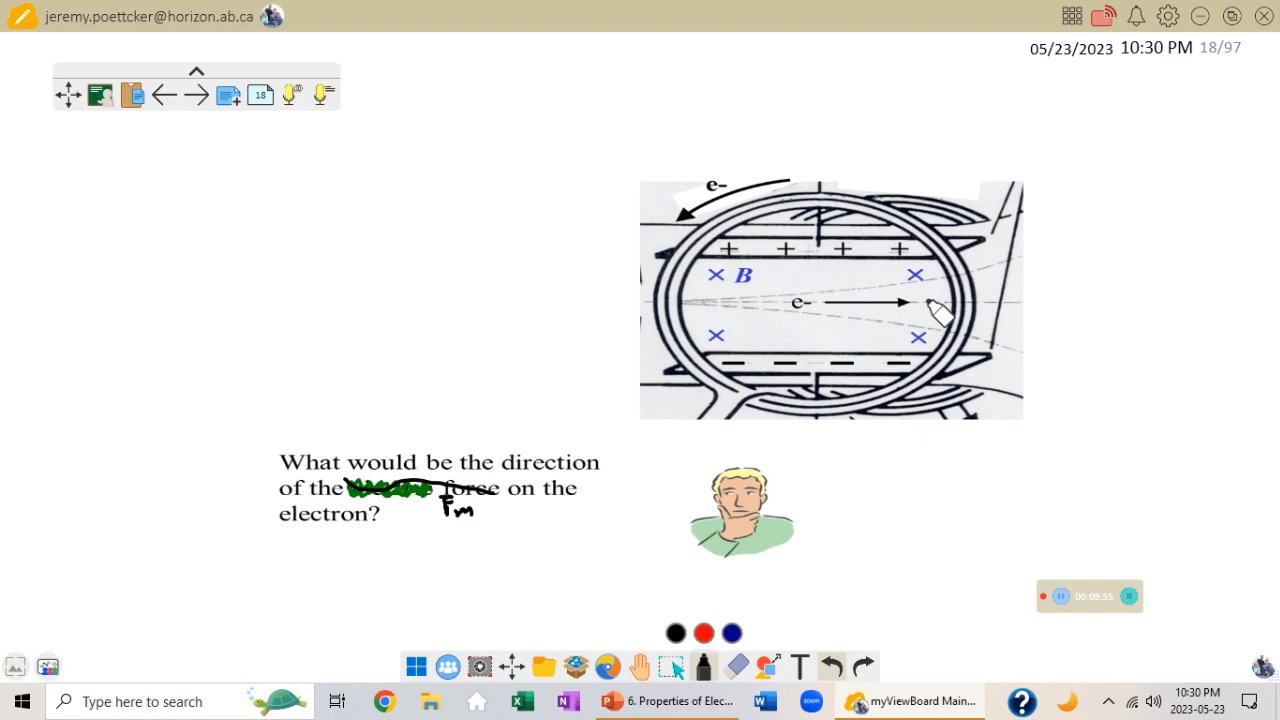 jeremy.poettcker@horizon.ab.ca
05/23/2023 10:30 PM 18/97
18
e-
+ + + +
× B ×
e-
× ×
− − − −
What would be the direction
of the force on the
Fm
electron?
00:09:55
T
Type here to search
6. Properties of Elec...
zoom
myViewBoard Main...
10:30 PM
2023-05-23